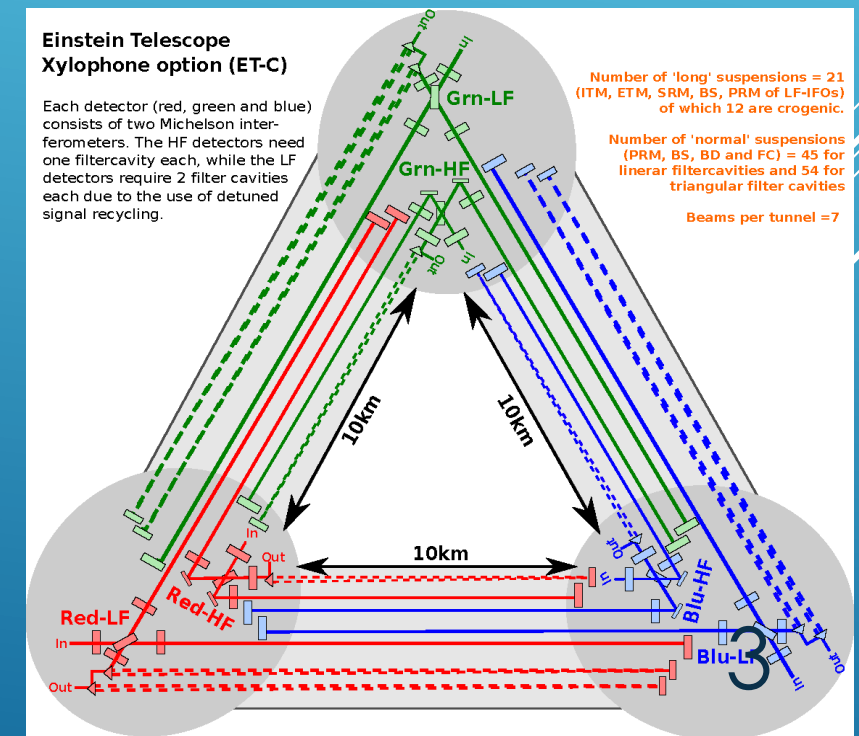 Einstein Telescope
Xylophone option (ET-C)
Each detector (red, green and blue)
consists of two Michelson inter-
ferometers. The HF detectors need
one filtercavity each, while the LF
detectors require 2 filter cavities
each due to the use of detuned
signal recycling.
Number of 'long' suspensions = 21
(ITM, ETM, SRM, BS, PRM of LF-IFOs)
of which 12 are crogenic.
Number of 'normal' suspensions
(PRM, BS, BD and FC) = 45 for
linerar filtercavities and 54 for
triangular filter cavities
Beams per tunnel =7
Out
In
Grn-LF
Grn-HF
Out
In
10km
10km
10km
In
Out
Red-HF
Red-LF
In
Out
Out
In
Blu-HF
Blu-LF
3
Out
In